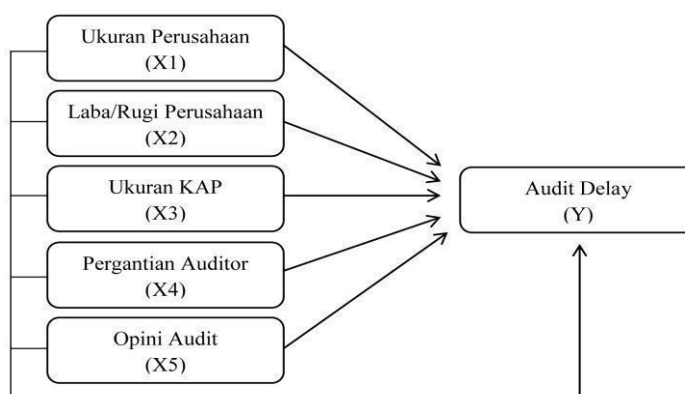 Ukuran Perusahaan
(X1)
Laba/Rugi Perusahaan
(X2)
Ukuran KAP
(X3)
Pergantian Auditor
(X4)
Opini Audit
(X5)
Audit Delay
(Y)